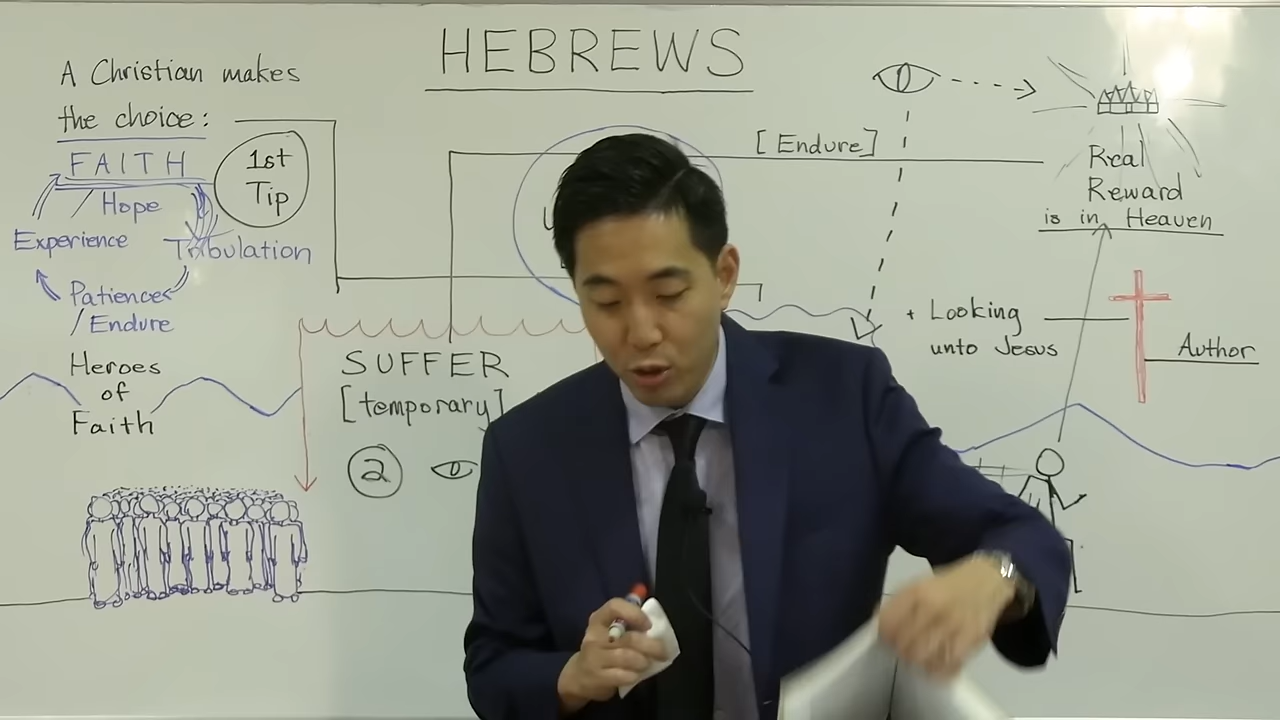 HEBREWS
A Christian makes
the choice:
FAITH
/ Hope
Experience
Tribulation
Patiences
/ Endure
1st
Tip
Heroes
of
Faith
[Endure]
SUFFER
[temporary]
2
Real
Reward
is in Heaven
+ Looking
unto Jesus
Author